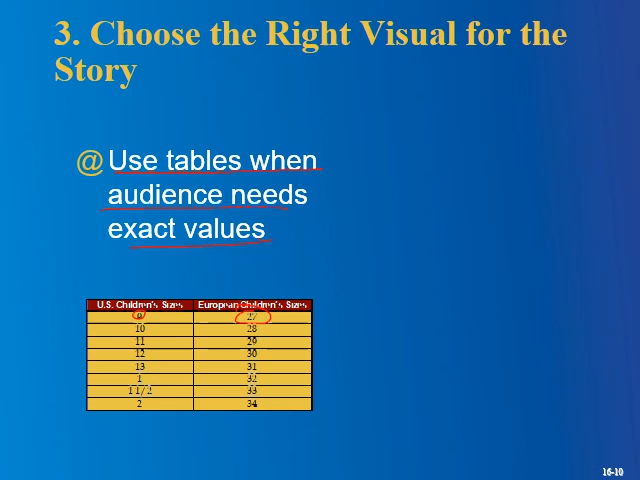 3. Choose the Right Visual for the
Story
@ Use tables when
audience needs
exact values
U.S. Children's Sizes European Children's Sizes
9 27
10 28
11 29
12 30
13 31
1 32
1 1/2 33
2 34
16-10